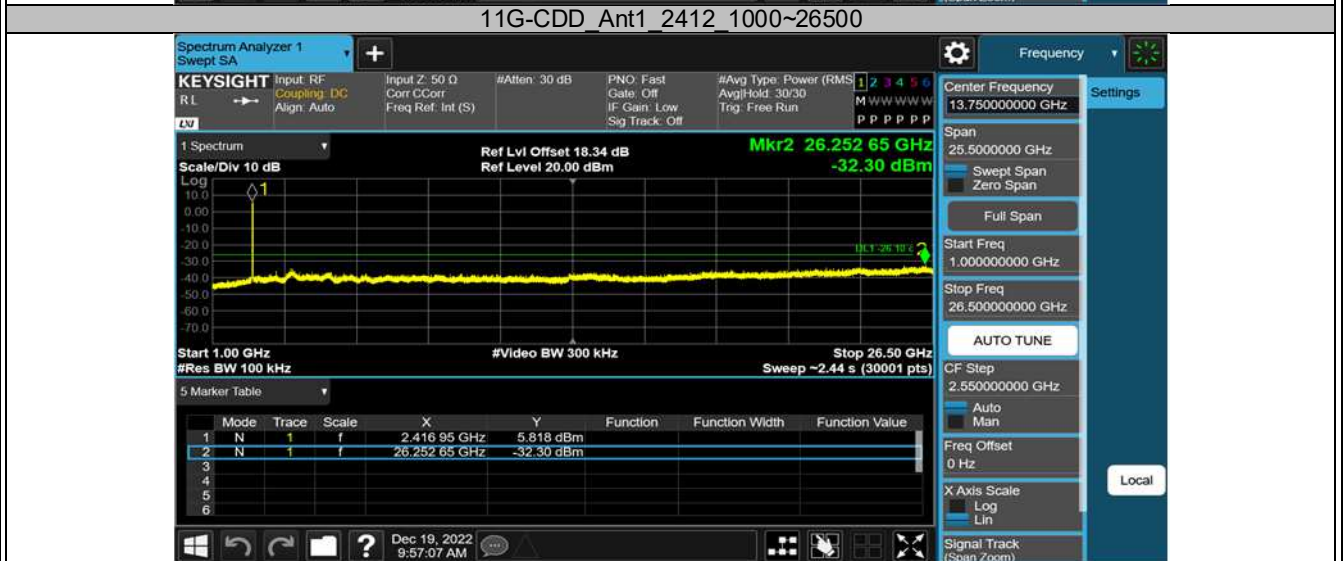 11G-CDD_Ant1_2412_1000~26500
Spectrum Analyzer 1
Swept SA
+
Frequency
KEYSIGHT
RL
LXI
Input: RF
Coupling: DC
Align: Auto
Input Z: 50 Ω
Corr CCorr
Freq Ref: Int (S)
#Atten: 30 dB
PNO: Fast
Gate: Off
IF Gain: Low
Sig Track: Off
#Avg Type: Power (RMS
Avg|Hold: 30/30
Trig: Free Run
1 2 3 4 5 6
M W W W W W
P P P P P P
1 Spectrum
Scale/Div 10 dB
Ref Lvl Offset 18.34 dB
Ref Level 20.00 dBm
Mkr2 26.252 65 GHz
-32.30 dBm
Log
1
10.0
0.00
-10.0
-20.0
-30.0
-40.0
-50.0
-60.0
-70.0
2
Start 1.00 GHz
#Res BW 100 kHz
#Video BW 300 kHz
Stop 26.50 GHz
Sweep ~2.44 s (30001 pts)
5 Marker Table
Mode Trace Scale X Y Function Function Width Function Value
1 N 1 f 2.416 95 GHz 5.818 dBm
2 N 1 f 26.252 65 GHz -32.30 dBm
3
4
5
6
Dec 19, 2022
9:57:07 AM
?
Center Frequency
13.750000000 GHz
Span
25.5000000 GHz
Swept Span
Zero Span
Full Span
Start Freq
1.000000000 GHz
Stop Freq
26.500000000 GHz
AUTO TUNE
CF Step
2.550000000 GHz
Auto
Man
Freq Offset
0 Hz
X Axis Scale
Log
Lin
Signal Track
(Span Zoom)
Settings
Local